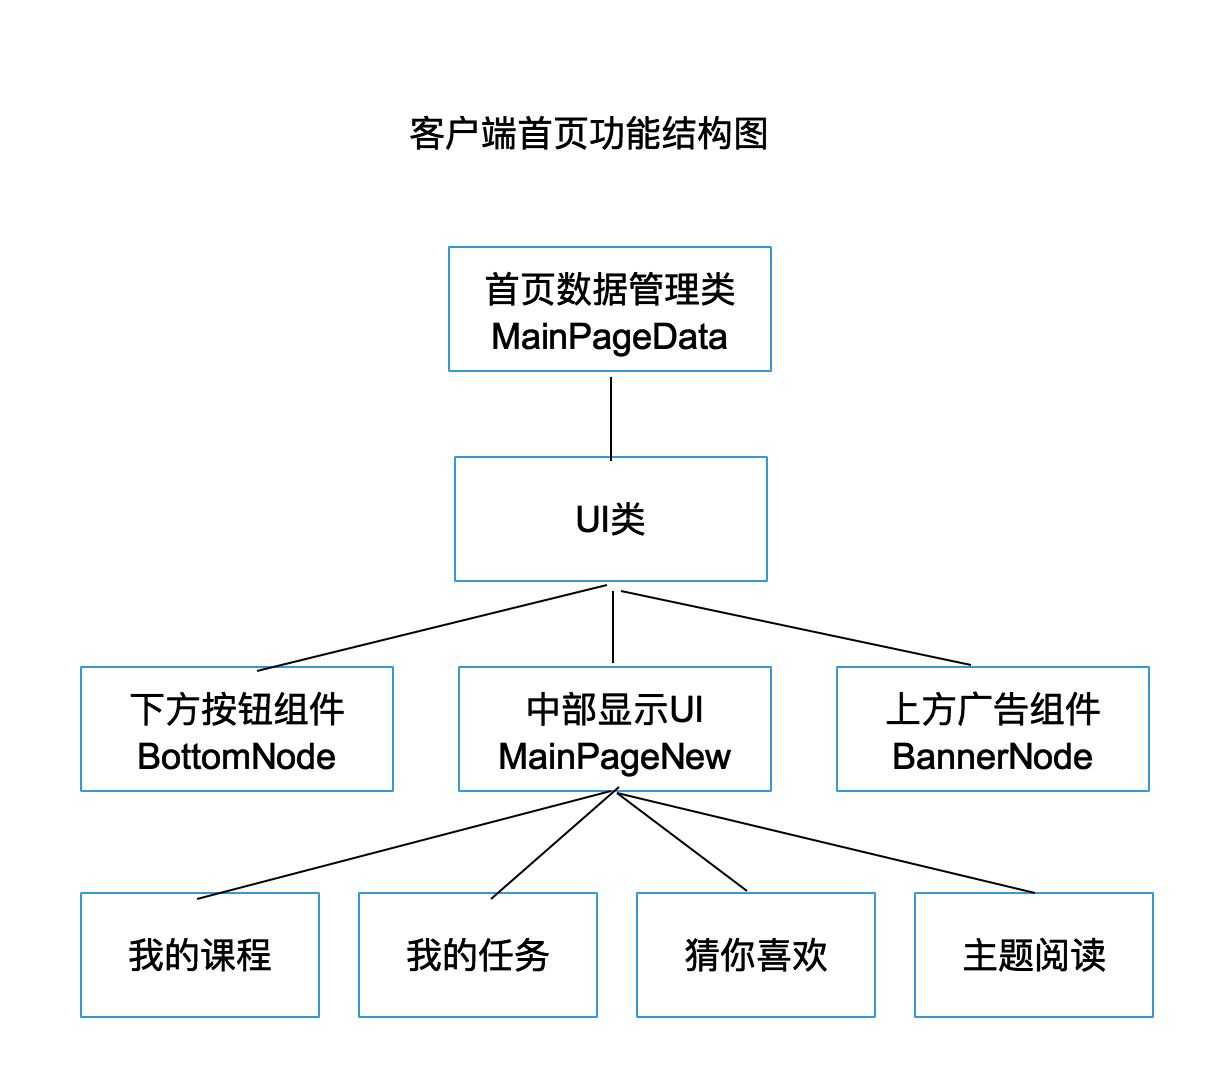 客户端首页功能结构图
首页数据管理类
MainPageData
UI类
下方按钮组件
BottomNode
中部显示UI
MainPageNew
上方广告组件
BannerNode
我的课程
我的任务
猜你喜欢
主题阅读